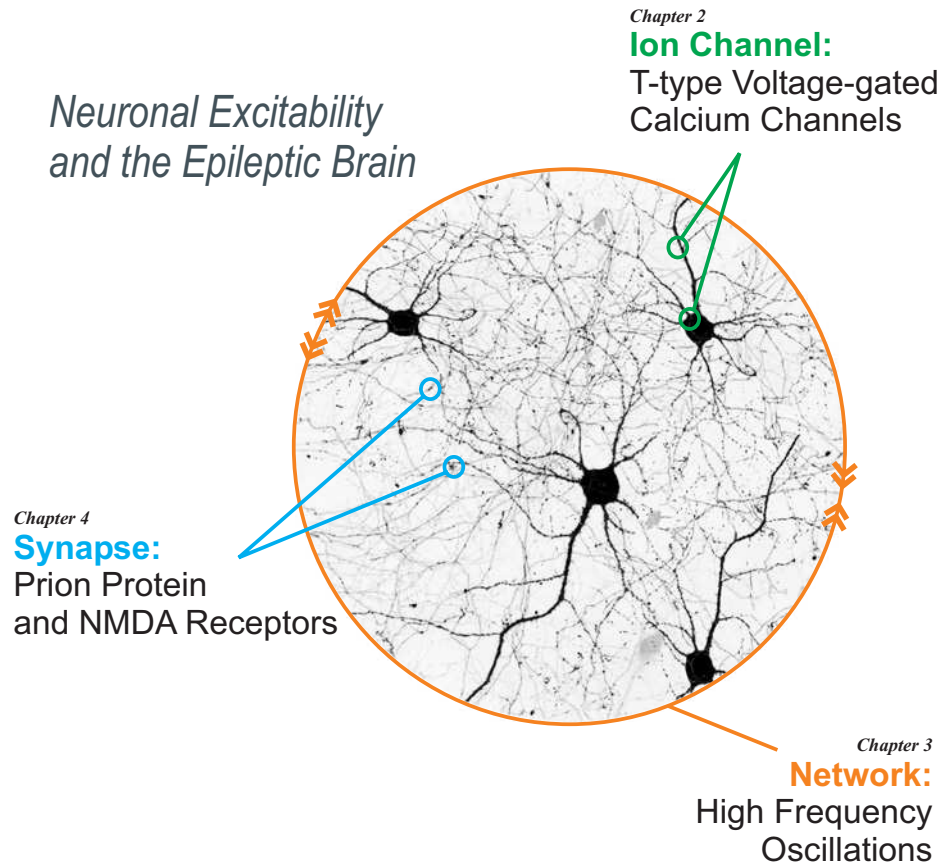 Neuronal Excitability
and the Epileptic Brain
Chapter 2
Ion Channel:
T-type Voltage-gated
Calcium Channels
Chapter 4
Synapse:
Prion Protein
and NMDA Receptors
Chapter 3
Network:
High Frequency
Oscillations